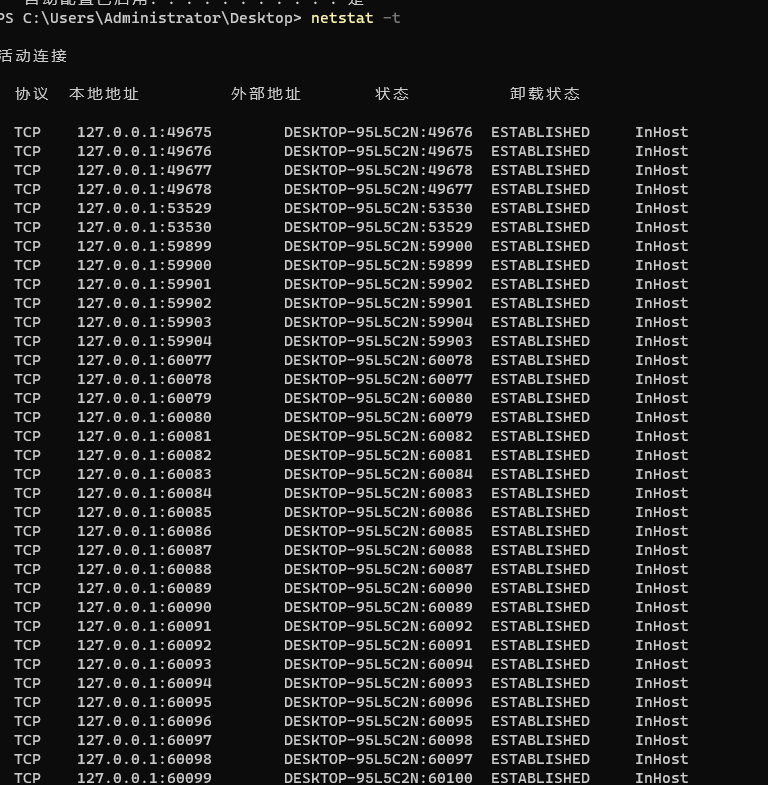 自动配置已启用. . . . . . . . . . : 是
PS C:\Users\Administrator\Desktop> netstat -t
活动连接
协议 本地地址 外部地址 状态 卸载状态
TCP 127.0.0.1:49675 DESKTOP-95L5C2N:49676 ESTABLISHED InHost
TCP 127.0.0.1:49676 DESKTOP-95L5C2N:49675 ESTABLISHED InHost
TCP 127.0.0.1:49677 DESKTOP-95L5C2N:49678 ESTABLISHED InHost
TCP 127.0.0.1:49678 DESKTOP-95L5C2N:49677 ESTABLISHED InHost
TCP 127.0.0.1:53529 DESKTOP-95L5C2N:53530 ESTABLISHED InHost
TCP 127.0.0.1:53530 DESKTOP-95L5C2N:53529 ESTABLISHED InHost
TCP 127.0.0.1:59899 DESKTOP-95L5C2N:59900 ESTABLISHED InHost
TCP 127.0.0.1:59900 DESKTOP-95L5C2N:59899 ESTABLISHED InHost
TCP 127.0.0.1:59901 DESKTOP-95L5C2N:59902 ESTABLISHED InHost
TCP 127.0.0.1:59902 DESKTOP-95L5C2N:59901 ESTABLISHED InHost
TCP 127.0.0.1:59903 DESKTOP-95L5C2N:59904 ESTABLISHED InHost
TCP 127.0.0.1:59904 DESKTOP-95L5C2N:59903 ESTABLISHED InHost
TCP 127.0.0.1:60077 DESKTOP-95L5C2N:60078 ESTABLISHED InHost
TCP 127.0.0.1:60078 DESKTOP-95L5C2N:60077 ESTABLISHED InHost
TCP 127.0.0.1:60079 DESKTOP-95L5C2N:60080 ESTABLISHED InHost
TCP 127.0.0.1:60080 DESKTOP-95L5C2N:60079 ESTABLISHED InHost
TCP 127.0.0.1:60081 DESKTOP-95L5C2N:60082 ESTABLISHED InHost
TCP 127.0.0.1:60082 DESKTOP-95L5C2N:60081 ESTABLISHED InHost
TCP 127.0.0.1:60083 DESKTOP-95L5C2N:60084 ESTABLISHED InHost
TCP 127.0.0.1:60084 DESKTOP-95L5C2N:60083 ESTABLISHED InHost
TCP 127.0.0.1:60085 DESKTOP-95L5C2N:60086 ESTABLISHED InHost
TCP 127.0.0.1:60086 DESKTOP-95L5C2N:60085 ESTABLISHED InHost
TCP 127.0.0.1:60087 DESKTOP-95L5C2N:60088 ESTABLISHED InHost
TCP 127.0.0.1:60088 DESKTOP-95L5C2N:60087 ESTABLISHED InHost
TCP 127.0.0.1:60089 DESKTOP-95L5C2N:60090 ESTABLISHED InHost
TCP 127.0.0.1:60090 DESKTOP-95L5C2N:60089 ESTABLISHED InHost
TCP 127.0.0.1:60091 DESKTOP-95L5C2N:60092 ESTABLISHED InHost
TCP 127.0.0.1:60092 DESKTOP-95L5C2N:60091 ESTABLISHED InHost
TCP 127.0.0.1:60093 DESKTOP-95L5C2N:60094 ESTABLISHED InHost
TCP 127.0.0.1:60094 DESKTOP-95L5C2N:60093 ESTABLISHED InHost
TCP 127.0.0.1:60095 DESKTOP-95L5C2N:60096 ESTABLISHED InHost
TCP 127.0.0.1:60096 DESKTOP-95L5C2N:60095 ESTABLISHED InHost
TCP 127.0.0.1:60097 DESKTOP-95L5C2N:60098 ESTABLISHED InHost
TCP 127.0.0.1:60098 DESKTOP-95L5C2N:60097 ESTABLISHED InHost
TCP 127.0.0.1:60099 DESKTOP-95L5C2N:60100 ESTABLISHED InHost